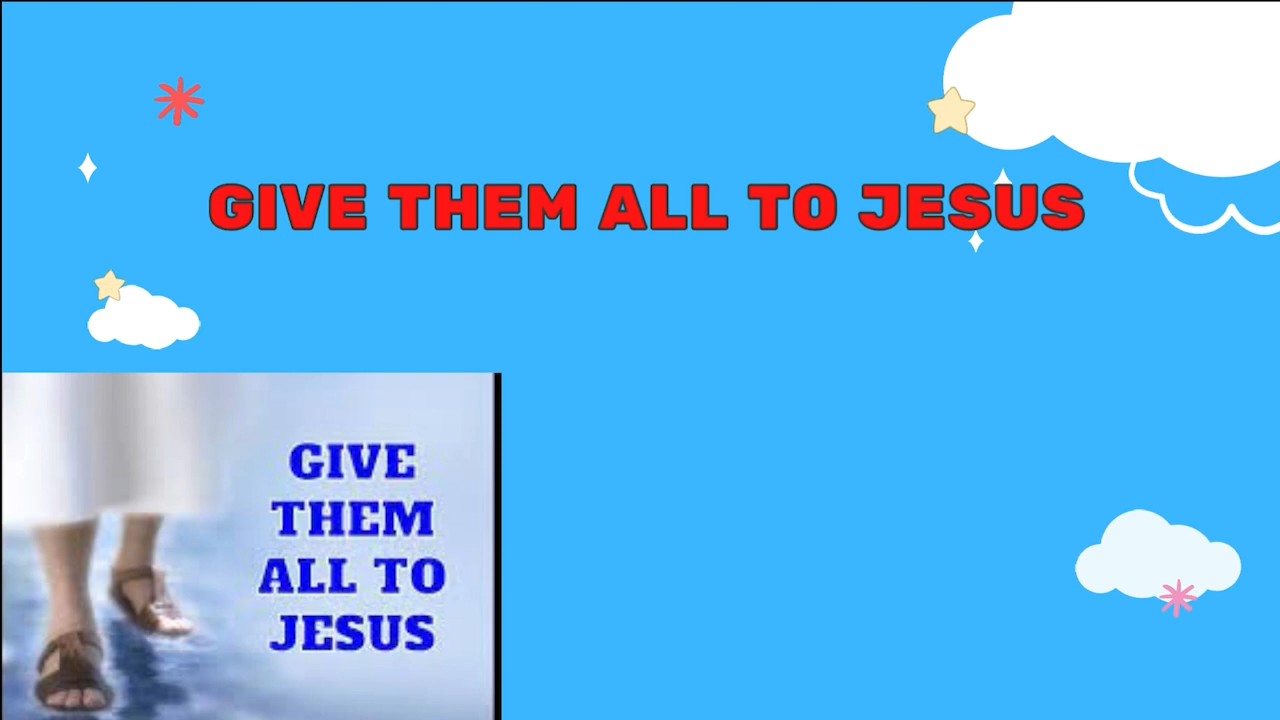 GIVE THEM ALL TO JESUS
GIVE
THEM
ALL TO
JESUS